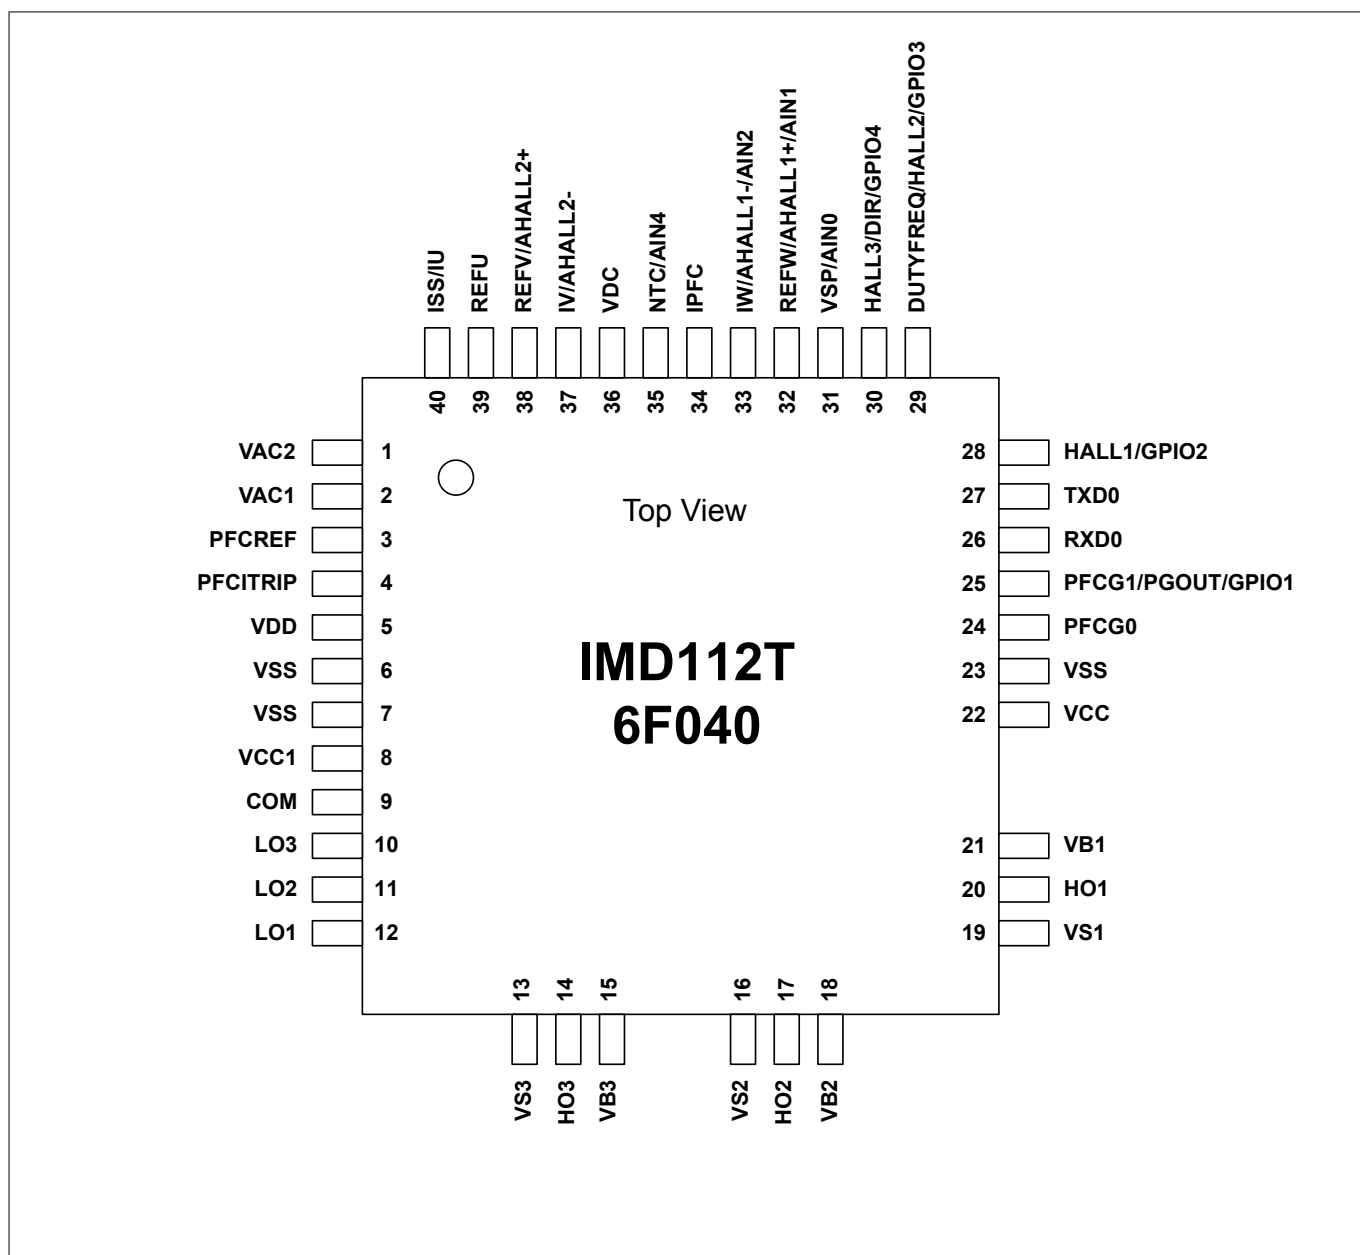 ISS/IU
REFU
REFV/AHALL2+
IV/AHALL2-
VDC
NTC/AIN4
IPFC
IW/AHALL1-/AIN2
REFW/AHALL1+/AIN1
VSP/AIN0
HALL3/DIR/GPIO4
DUTYFREQ/HALL2/GPIO3
40
39
38
37
36
35
34
33
32
31
30
29
VAC2 1
VAC1 2
PFCREF 3
PFCITRIP 4
VDD 5
VSS 6
VSS 7
VCC1 8
COM 9
LO3 10
LO2 11
LO1 12
Top View
IMD112T
6F040
28 HALL1/GPIO2
27 TXD0
26 RXD0
25 PFCG1/PGOUT/GPIO1
24 PFCG0
23 VSS
22 VCC
21 VB1
20 HO1
19 VS1
13
14
15
16
17
18
VS3
HO3
VB3
VS2
HO2
VB2